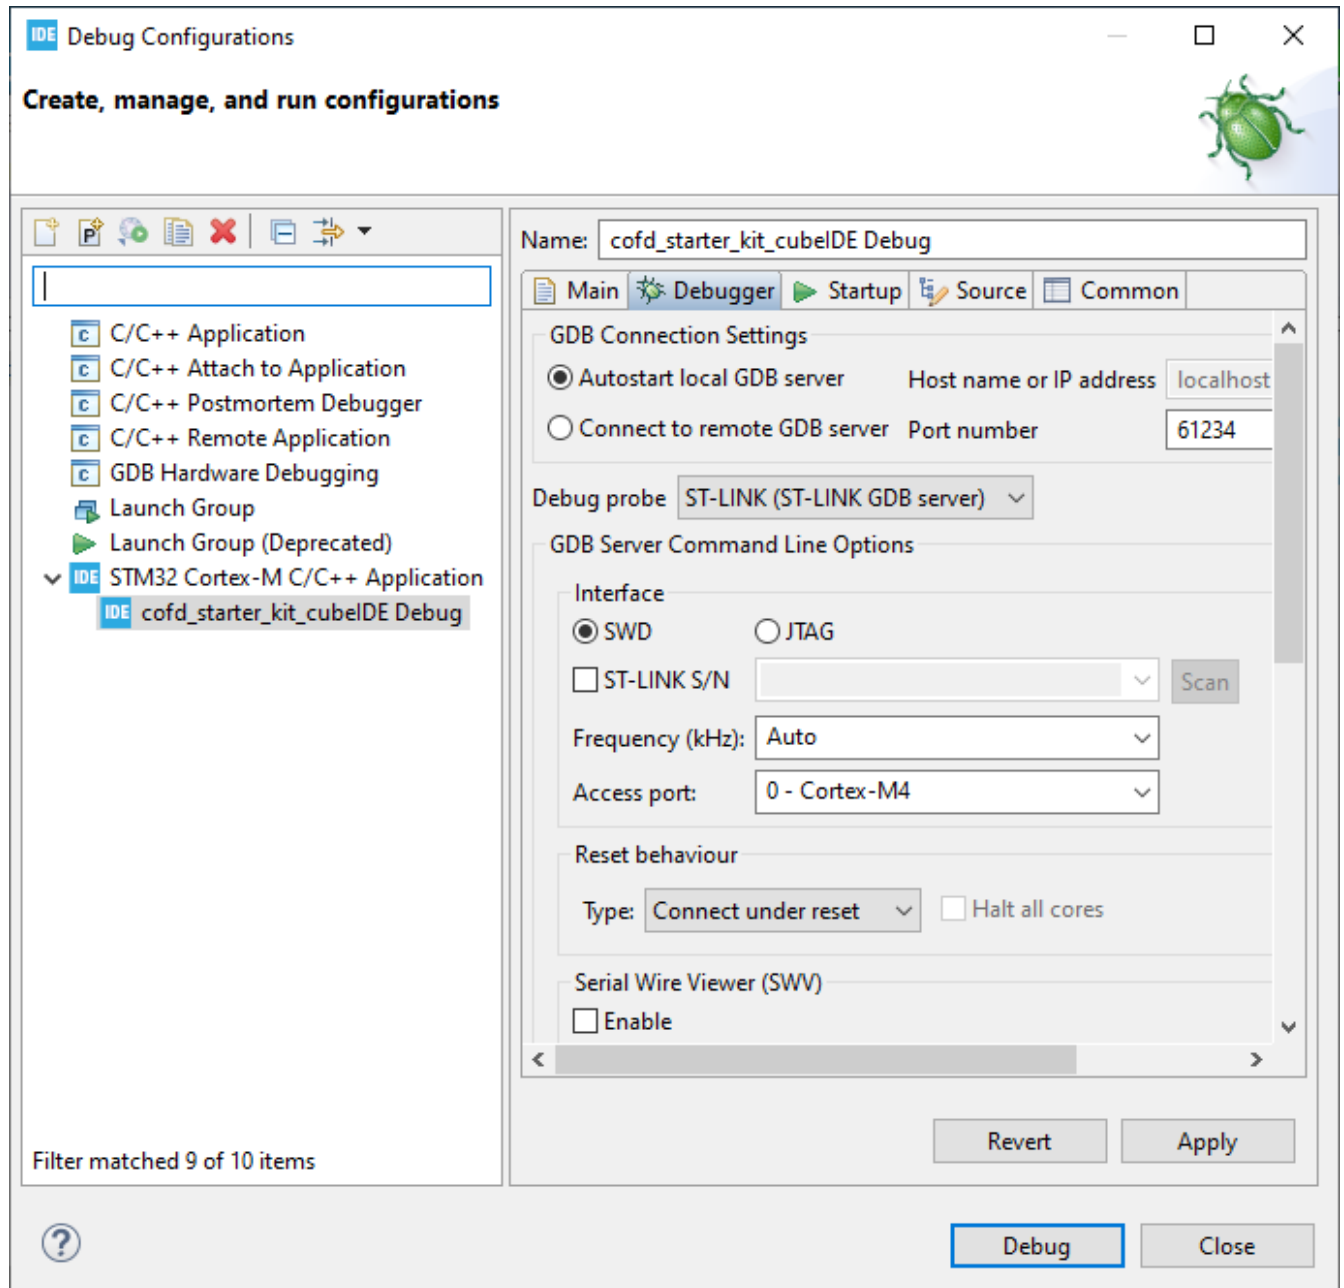 IDE Debug Configurations
Create, manage, and run configurations
P
C C/C++ Application
C C/C++ Attach to Application
C C/C++ Postmortem Debugger
C C/C++ Remote Application
C GDB Hardware Debugging
Launch Group
Launch Group (Deprecated)
IDE STM32 Cortex-M C/C++ Application
IDE cofd_starter_kit_cubeIDE Debug
Filter matched 9 of 10 items
Name: cofd_starter_kit_cubeIDE Debug
Main Debugger Startup Source Common
GDB Connection Settings
Autostart local GDB server Host name or IP address localhost
Connect to remote GDB server Port number 61234
Debug probe ST-LINK (ST-LINK GDB server)
GDB Server Command Line Options
Interface
SWD JTAG
ST-LINK S/N Scan
Frequency (kHz): Auto
Access port: 0 - Cortex-M4
Reset behaviour
Type: Connect under reset Halt all cores
Serial Wire Viewer (SWV)
Enable
Revert Apply
? Debug Close